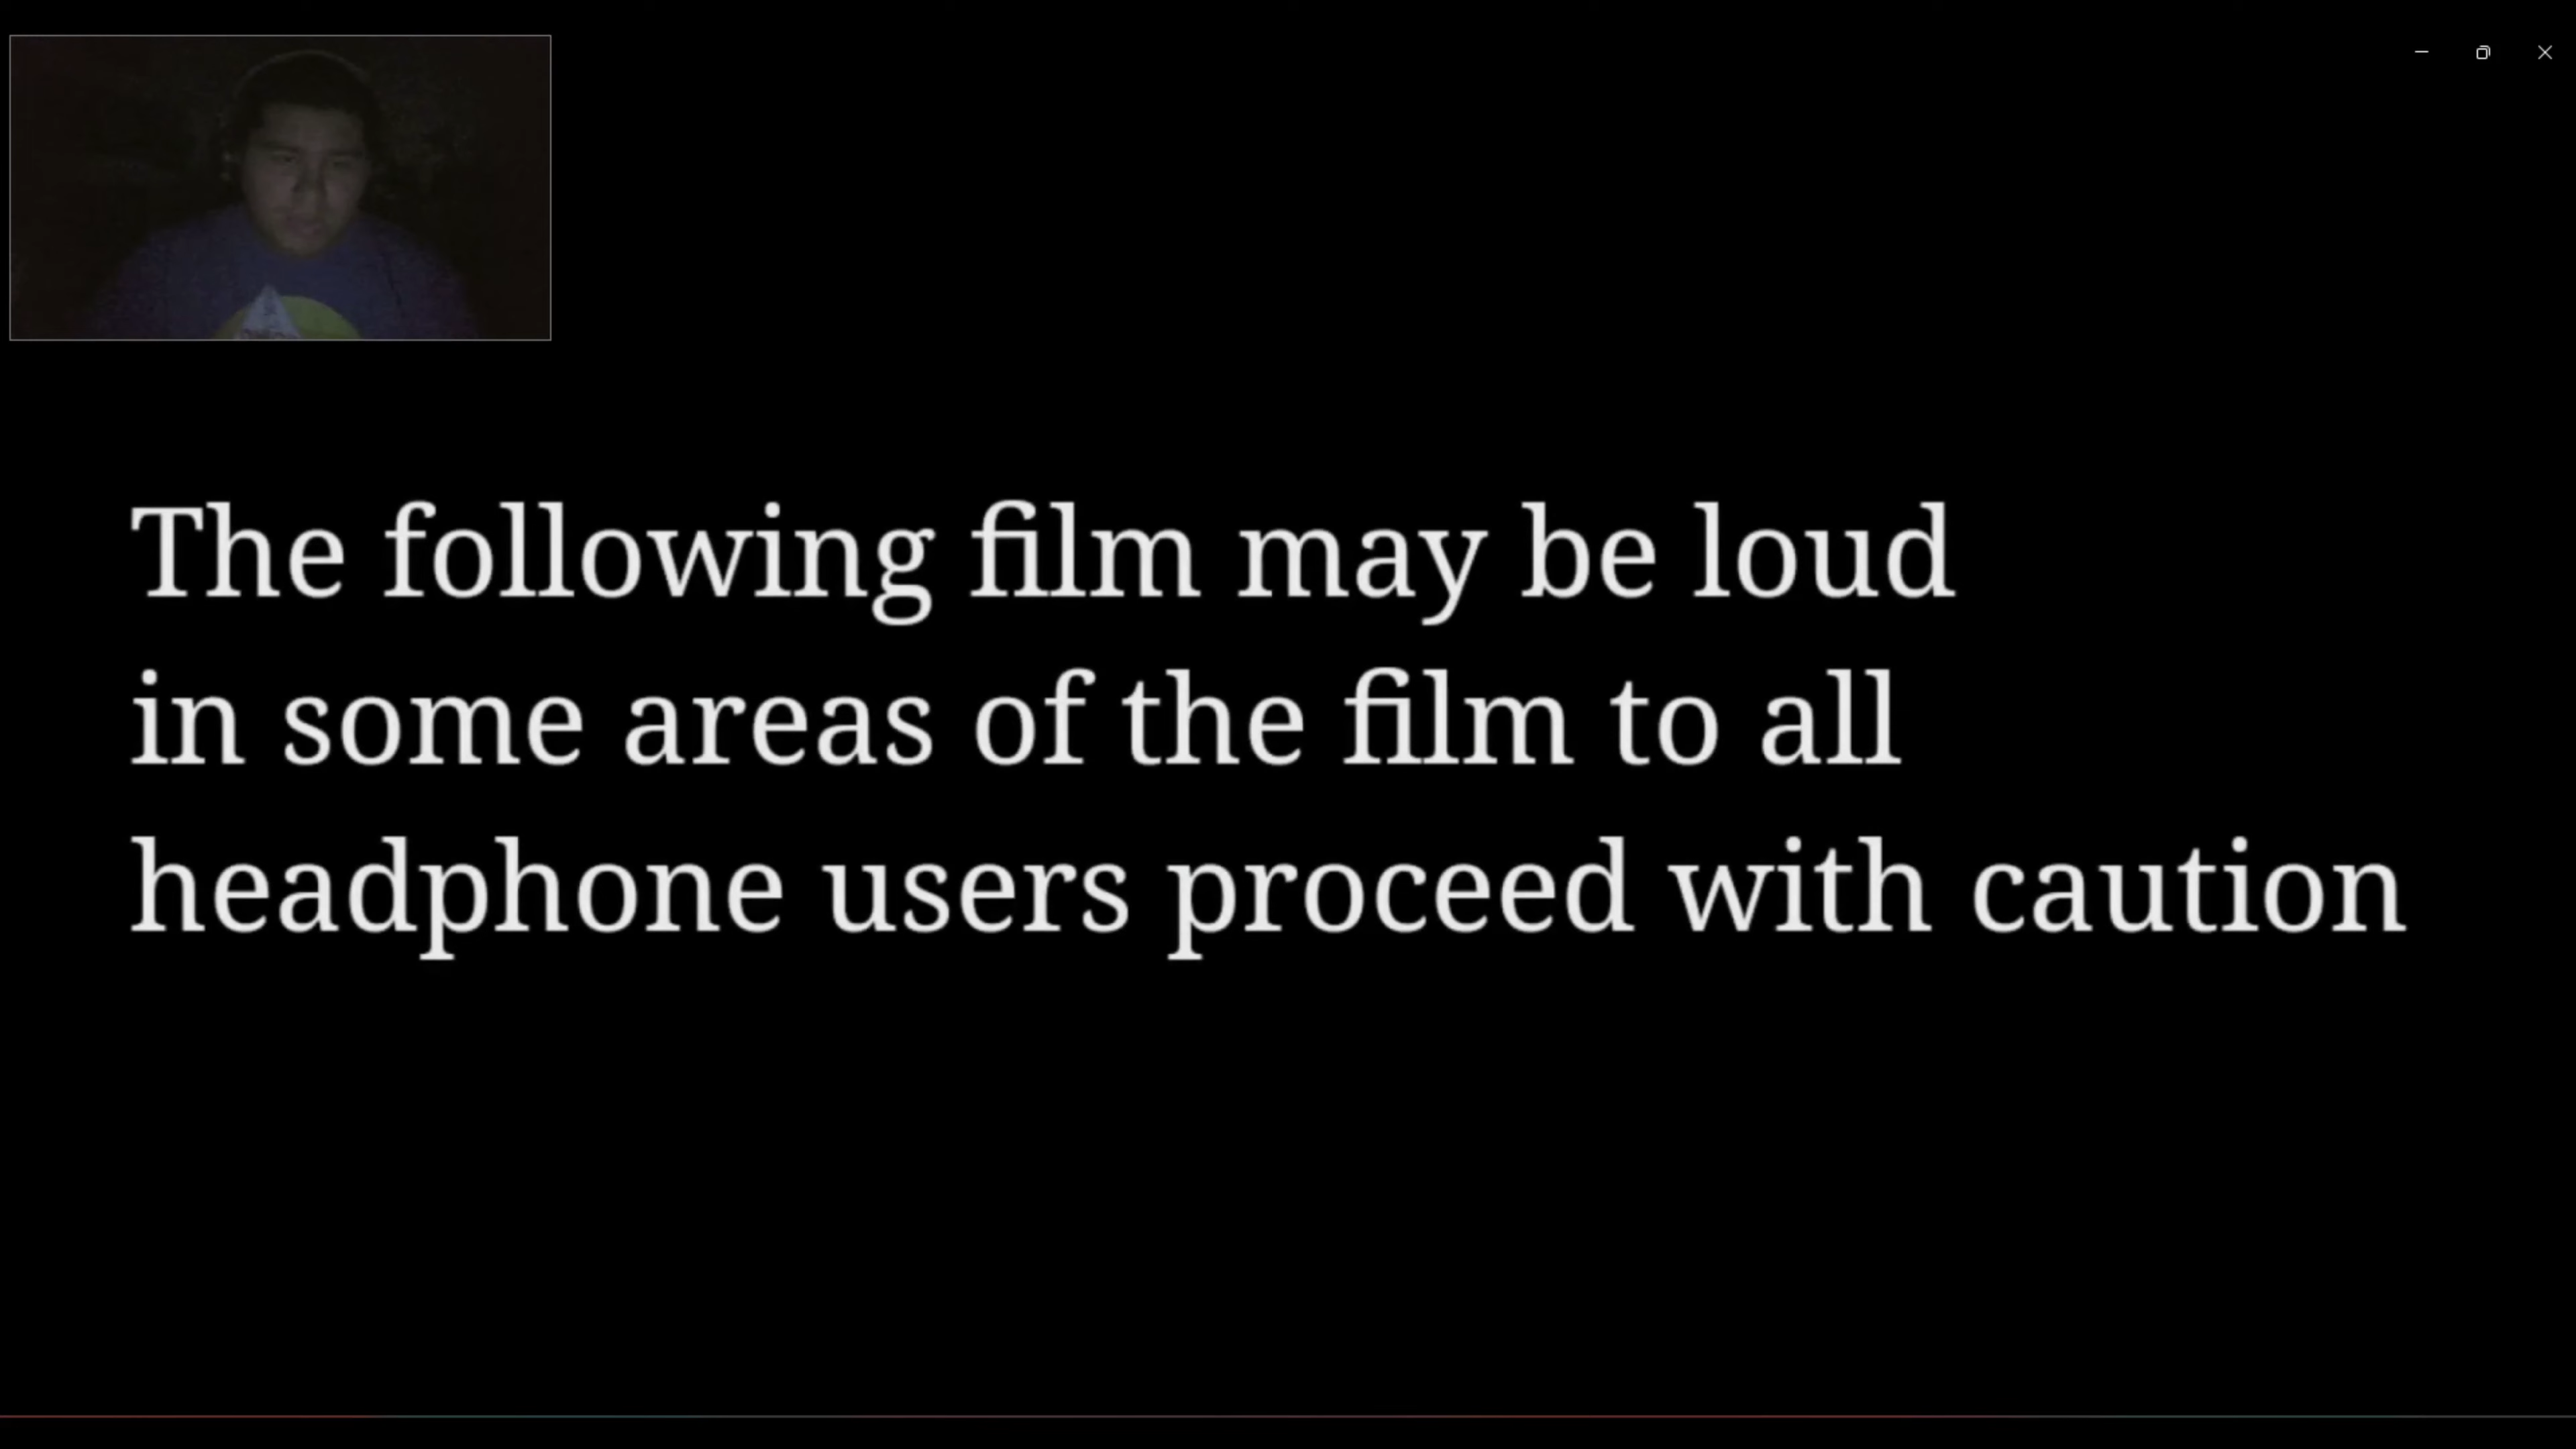 The following film may be loud
in some areas of the film to all
headphone users proceed with caution